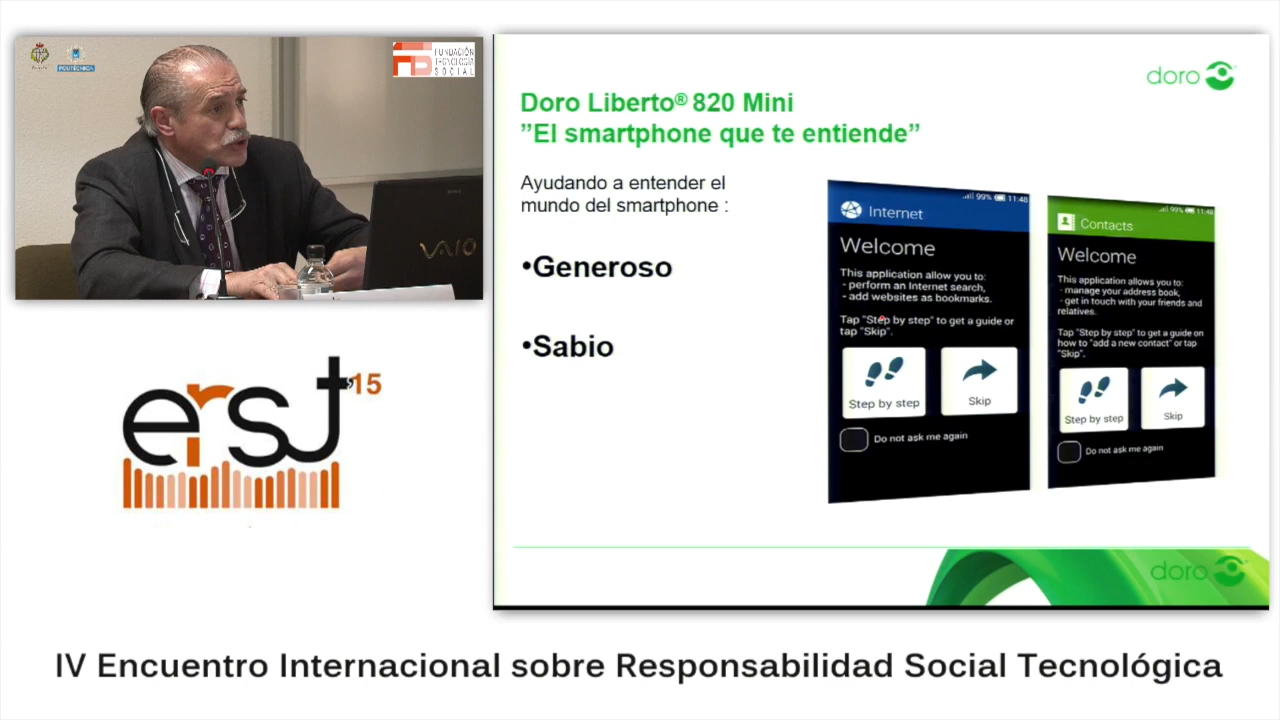 POLITÉCNICA
FUNDACIÓN
TECNOLOGÍA
SOCIAL
VAIO
doro
Doro Liberto® 820 Mini
”El smartphone que te entiende”
Ayudando a entender el
mundo del smartphone :
•Generoso
•Sabio
99% 11:48
Internet
Welcome
This application allow you to:
- perform an Internet search,
- add websites as bookmarks.
Tap "Step by step" to get a guide or
tap "Skip".
Step by step
Skip
Do not ask me again
99% 11:48
Contacts
Welcome
This application allows you to:
- manage your address book,
- get in touch with your friends and
relatives.
Tap "Step by step" to get a guide on
how to "add a new contact" or tap
"Skip".
Step by step
Skip
Do not ask me again
doro
erst '15
IV Encuentro Internacional sobre Responsabilidad Social Tecnológica